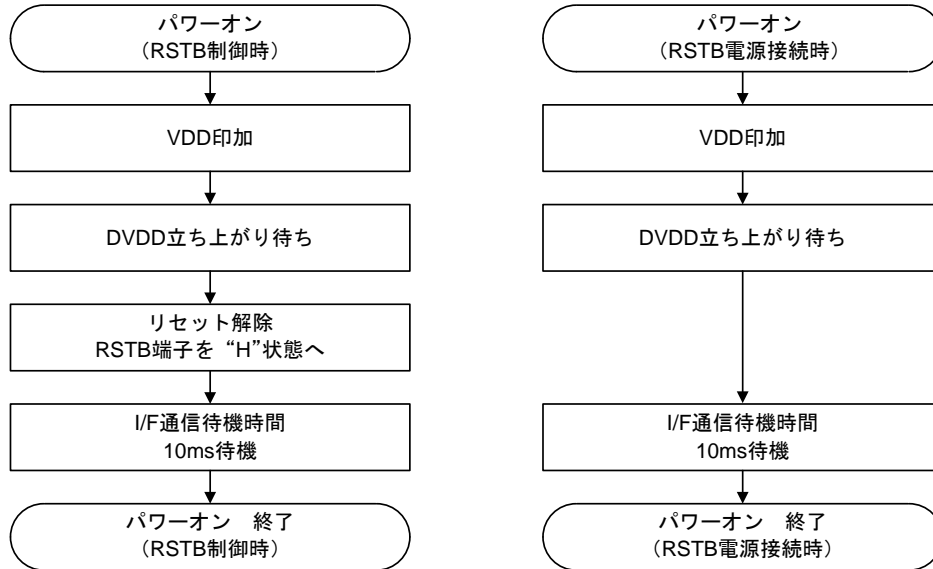 パワーオン
（RSTB制御時）
VDD印加
DVDD立ち上がり待ち
リセット解除
RSTB端子を“H”状態へ
I/F通信待機時間
10ms待機
パワーオン　終了
（RSTB制御時）
パワーオン
（RSTB電源接続時）
VDD印加
DVDD立ち上がり待ち
I/F通信待機時間
10ms待機
パワーオン　終了
（RSTB電源接続時）